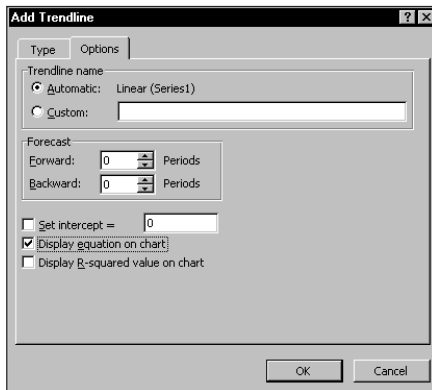 Add Trendline
Type Options
Trendline name
Automatic: Linear (Series1)
Custom:
Forecast
Forward: 0 Periods
Backward: 0 Periods
Set intercept = 0
Display equation on chart
Display R-squared value on chart
OK Cancel